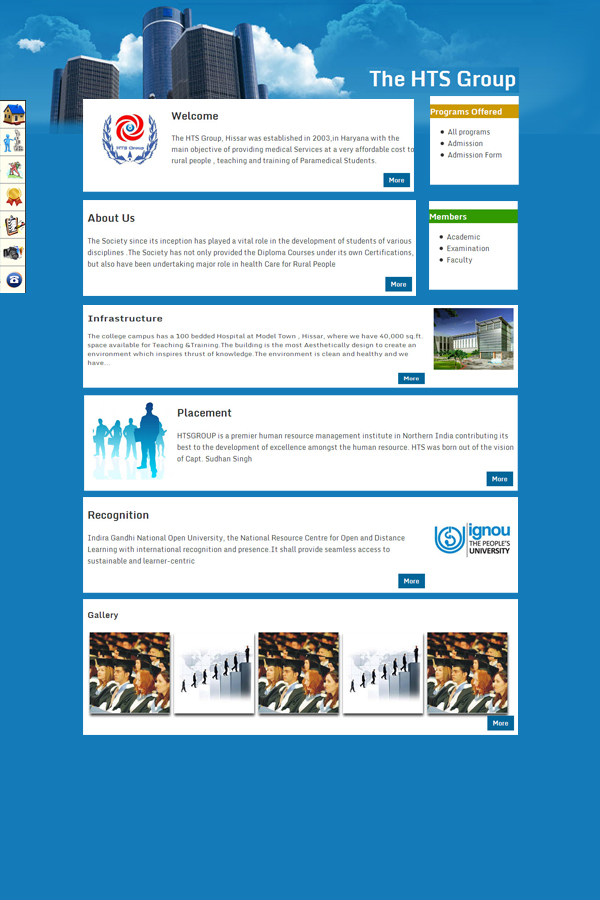 The HTS Group
Welcome
HTS Group
The HTS Group, Hissar was established in 2003,in Haryana with the
main objective of providing medical Services at a very affordable cost to
rural people , teaching and training of Paramedical Students.
More
Programs Offered
All programs
Admission
Admission Form
About Us
The Society since its inception has played a vital role in the development of students of various
disciplines .The Society has not only provided the Diploma Courses under its own Certifications,
but also have been undertaking major role in health Care for Rural People
More
Members
Academic
Examination
Faculty
Infrastructure
The college campus has a 100 bedded Hospital at Model Town , Hissar, where we have 40,000 sq.ft.
space available for Teaching &Training.The building is the most Aesthetically design to create an
environment which inspires thrust of knowledge.The environment is clean and healthy and we
have...
More
Placement
HTSGROUP is a premier human resource management institute in Northern India contributing its
best to the development of excellence amongst the human resource. HTS was born out of the vision
of Capt. Sudhan Singh
More
Recognition
Indira Gandhi National Open University, the National Resource Centre for Open and Distance
Learning with international recognition and presence.It shall provide seamless access to
sustainable and learner-centric
ignou
THE PEOPLE'S
UNIVERSITY
More
Gallery
More